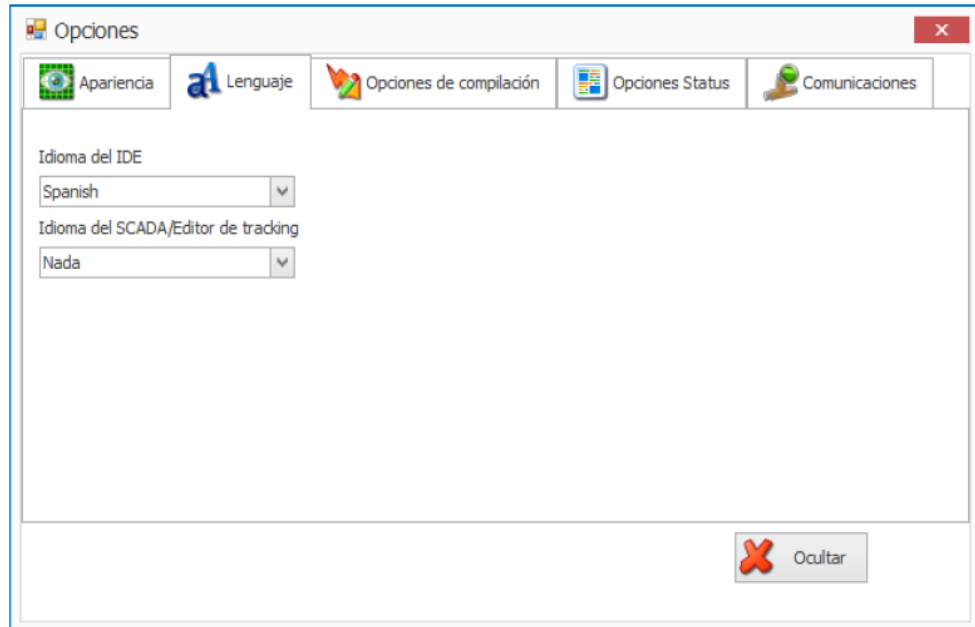 Opciones
Apariencia
Lenguaje
Opciones de compilación
Opciones Status
Comunicaciones
Idioma del IDE
Spanish
Idioma del SCADA/Editor de tracking
Nada
Ocultar